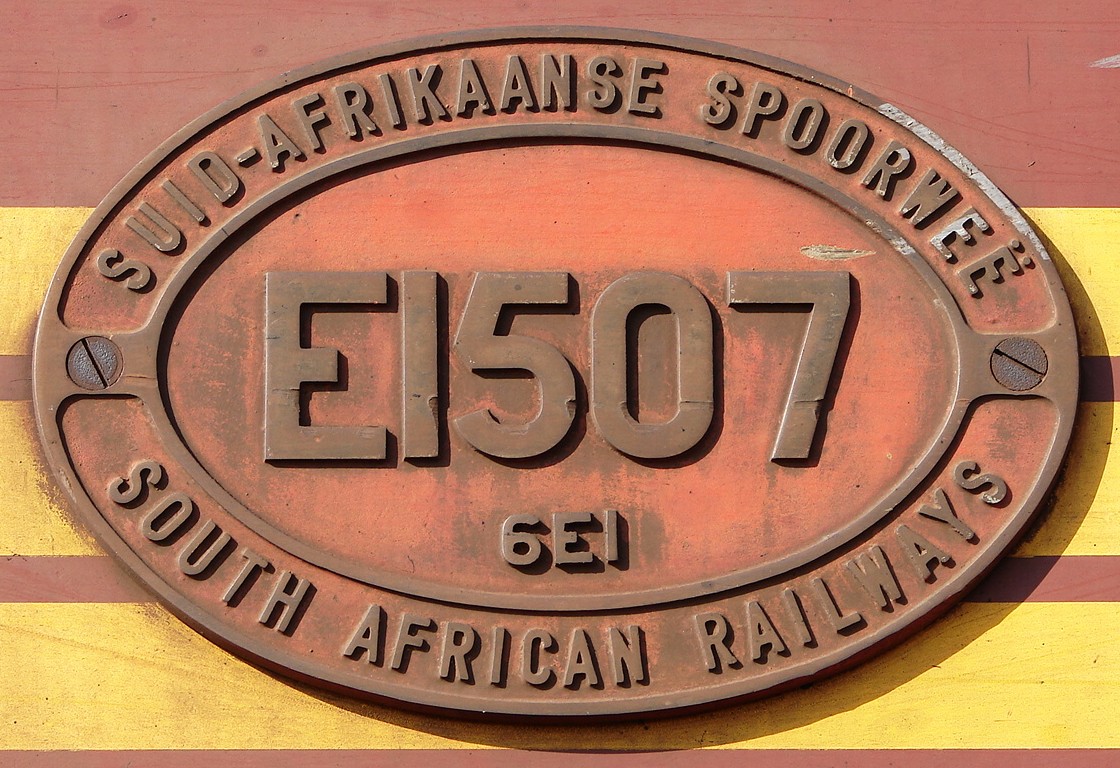 SUID-AFRIKAANSE SPOORWEË
E1507
6E1
SOUTH AFRICAN RAILWAYS